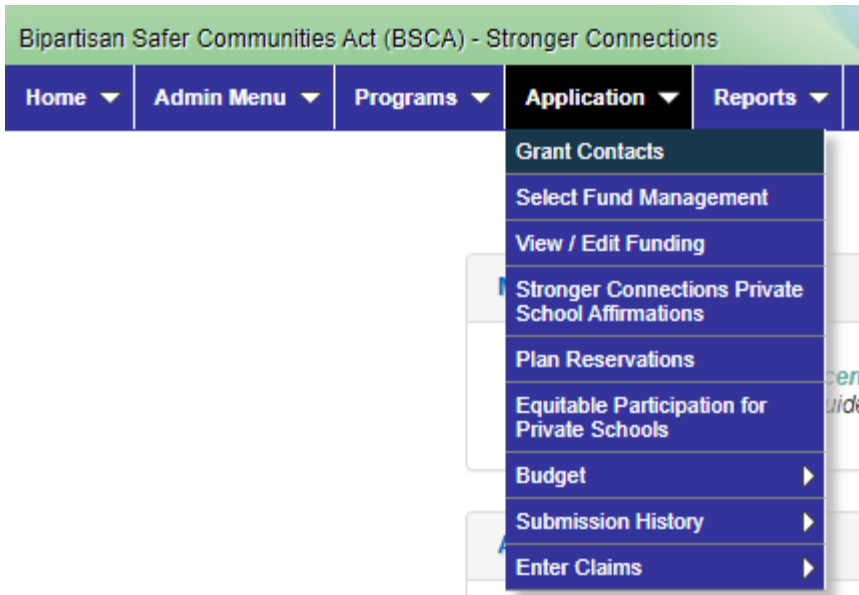 Bipartisan Safer Communities Act (BSCA) - Stronger Connections
Home Admin Menu Programs Application Reports
Grant Contacts
Select Fund Management
View / Edit Funding
Stronger Connections Private
School Affirmations
Plan Reservations
Equitable Participation for
Private Schools
Budget
Submission History
Enter Claims